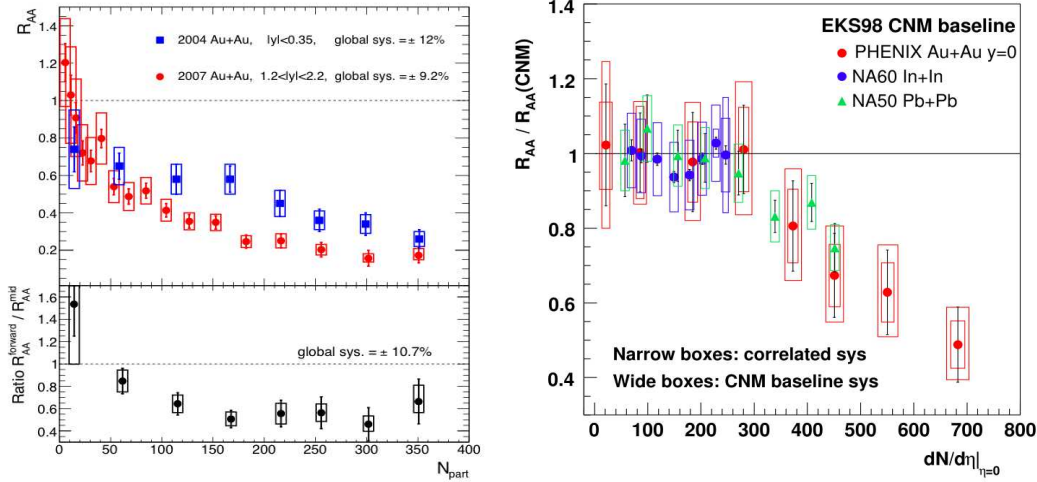 R_AA
1.4
1.2
1
0.8
0.6
0.4
0.2
2004 Au+Au, |y|<0.35, global sys. = ± 12%
2007 Au+Au, 1.2<|y|<2.2, global sys. = ± 9.2%
Ratio R_AA^forward / R_AA^mid
1.6
1.4
1.2
1
0.8
0.6
0.4
global sys. = ± 10.7%
0 50 100 150 200 250 300 350 400
N_part
R_AA / R_AA(CNM)
1.4
1.2
1
0.8
0.6
0.4
EKS98 CNM baseline
PHENIX Au+Au y=0
NA60 In+In
NA50 Pb+Pb
Narrow boxes: correlated sys
Wide boxes: CNM baseline sys
0 100 200 300 400 500 600 700 800
dN/dη|_η=0